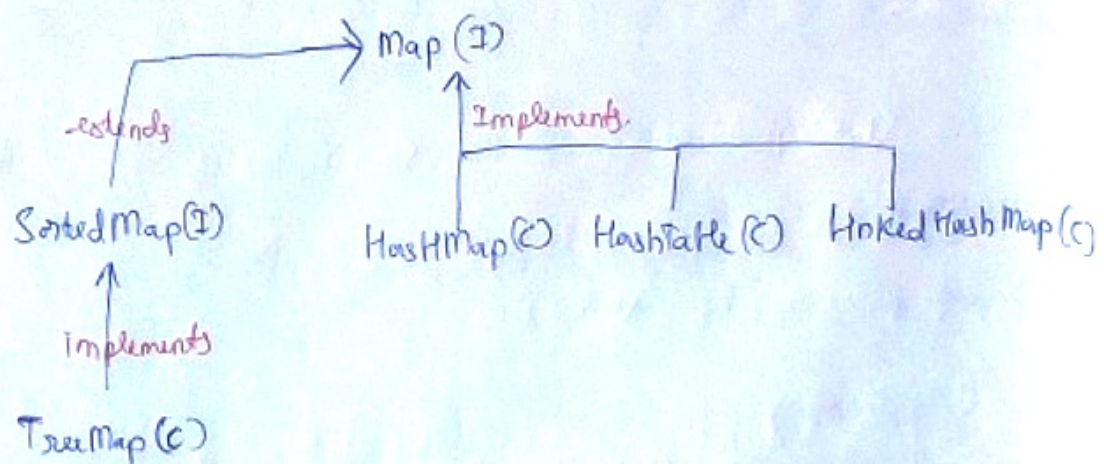 Map (I)
extends
Implements.
SortedMap(I)
HashMap(C) HashTable(C) LinkedHashMap(C)
implements
TreeMap(C)